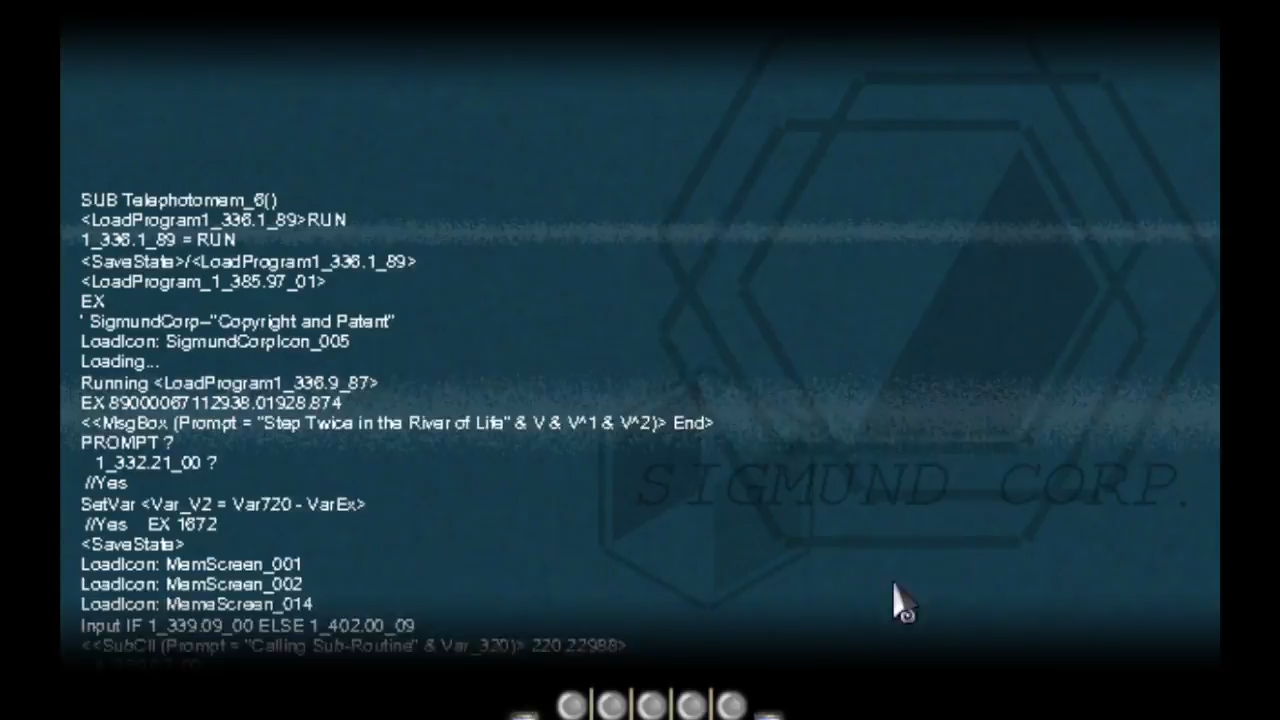 SUB Telephotomem_6()
<LoadProgram1_336.1_89>RUN
1_336.1_89 = RUN
<SaveState>/<LoadProgram1_336.1_89>
<LoadProgram_1_385.97_01>
EX
' SigmundCorp--"Copyright and Patent"
LoadIcon: SigmundCorpIcon_005
Loading...
Running <LoadProgram1_336.9_87>
EX 89000067112938.01928.874
<<MsgBox (Prompt = "Step Twice in the River of Life" & V & V^1 & V^2)> End>
PROMPT ?
1_332.21_00 ?
//Yes
SIGMUND CORP.
SetVar <Var_V2 = Var720 - VarEx>
//Yes EX 1672
<SaveState>
LoadIcon: MemScreen_001
LoadIcon: MemScreen_002
LoadIcon: MemeScreen_014
Input IF 1_339.09_00 ELSE 1_402.00_09
<<SubCll (Prompt = "Calling Sub-Routine" & Var_320)> 220.22988>